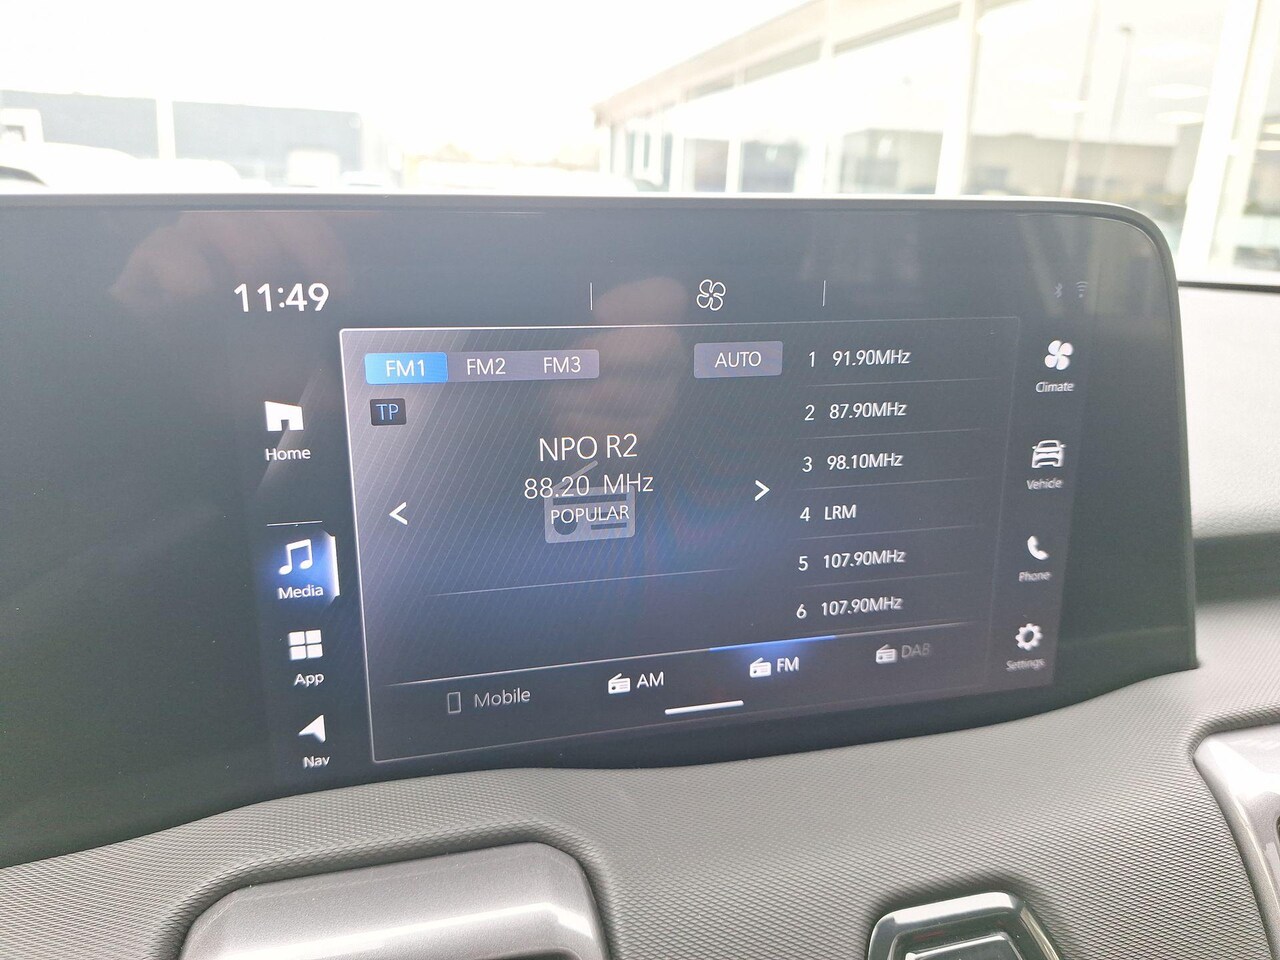 11:49
FM1 FM2 FM3 AUTO
TP
NPO R2
88.20 MHz
POPULAR
1 91.90MHz
2 87.90MHz
3 98.10MHz
4 LRM
5 107.90MHz
6 107.90MHz
Mobile AM FM DAB
Home
Media
App
Nav
Climate
Vehicle
Phone
Settings